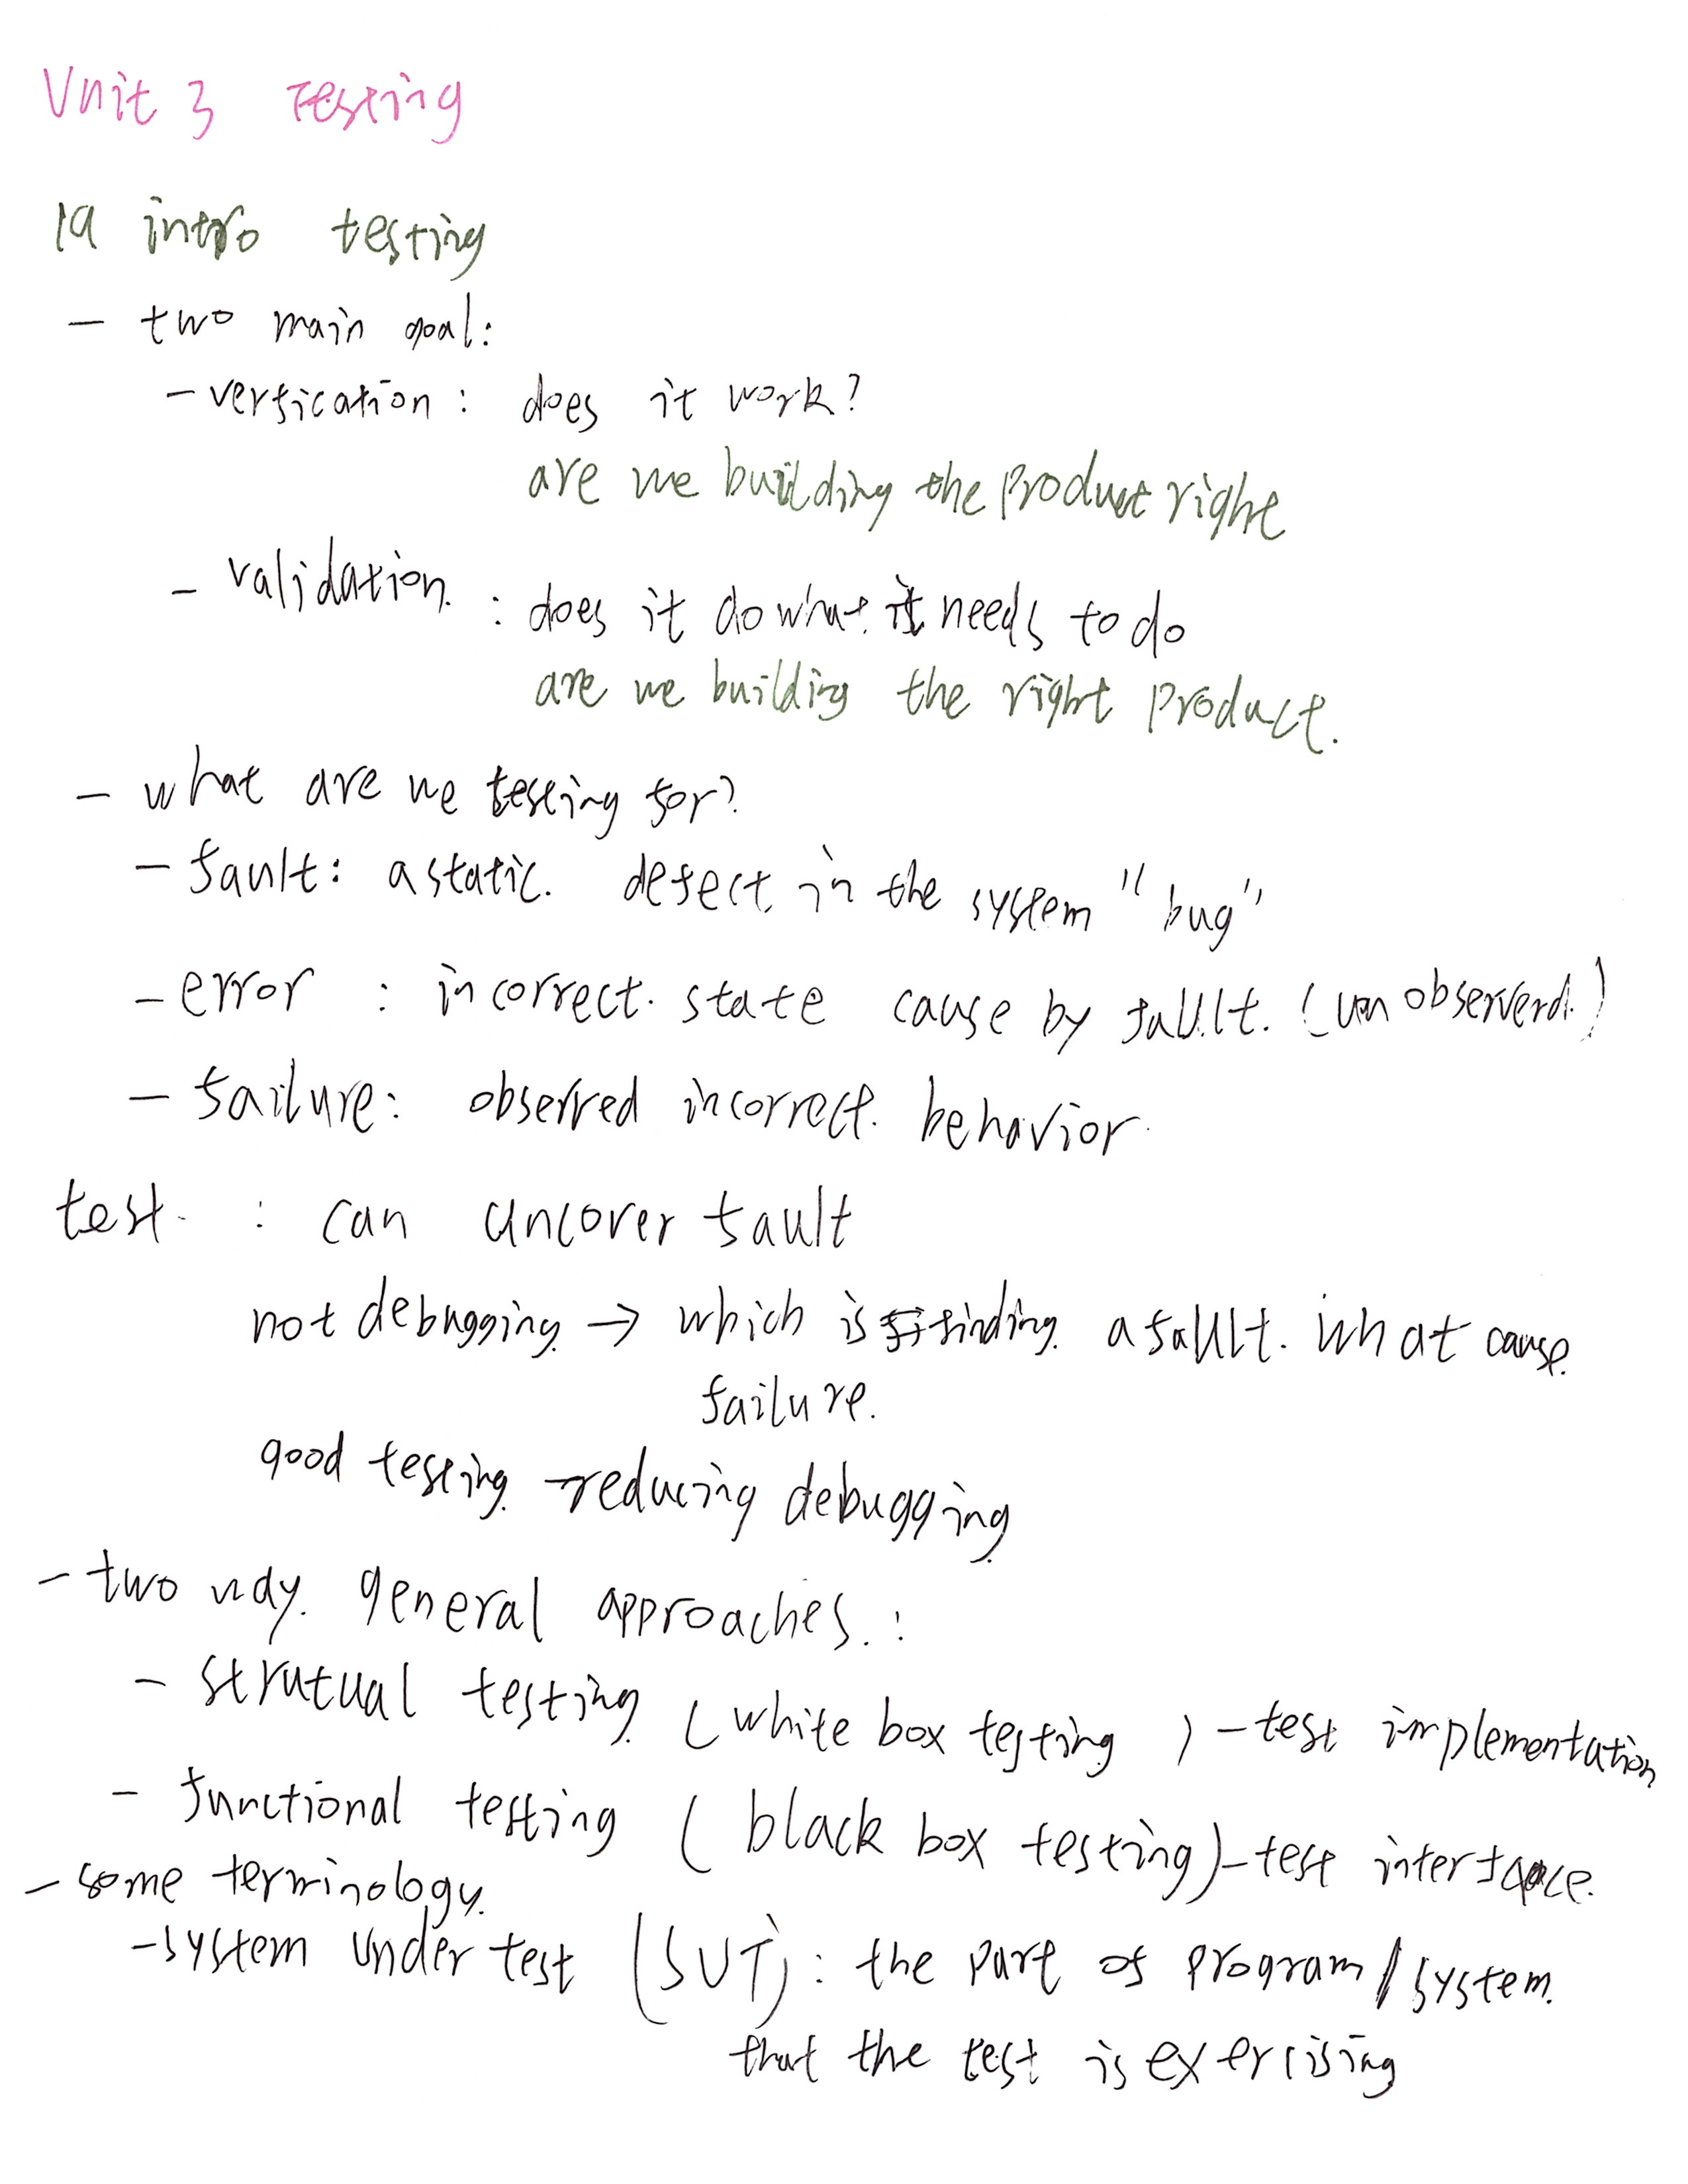 Unit 3 Testing
1a intro testing
- two main goal:
- verfication : does it work?
are we building the product right
- validation. : does it do what it needs to do
are we building the right product.
- what are we testing for?
- fault: a static. defect in the system "bug"
- error : incorrect. state cause by fault. (un observerd.)
- failure: observed incorrect. behavior.
test. : can uncover fault
not debugging. → which is finding. a fault. what cause.
failure.
good testing. - reducing debugging
- two way. general approaches. :
- strutual testing (white box testing) - test implementation
- functional testing (black box testing) - test interface.
- some terminology.
- system under test (SUT) : the part of program / system.
that the test is exercising